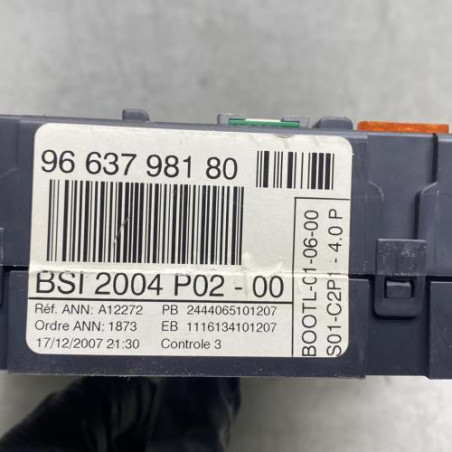 96 637 981 80
BSI 2004 P02 - 00
Réf. ANN: A12272 PB 2444065101207
Ordre ANN: 1873 EB 1116134101207
17/12/2007 21:30 Controle 3
BOOTL-01-06-00
S01-C2P1 - 4.0 P